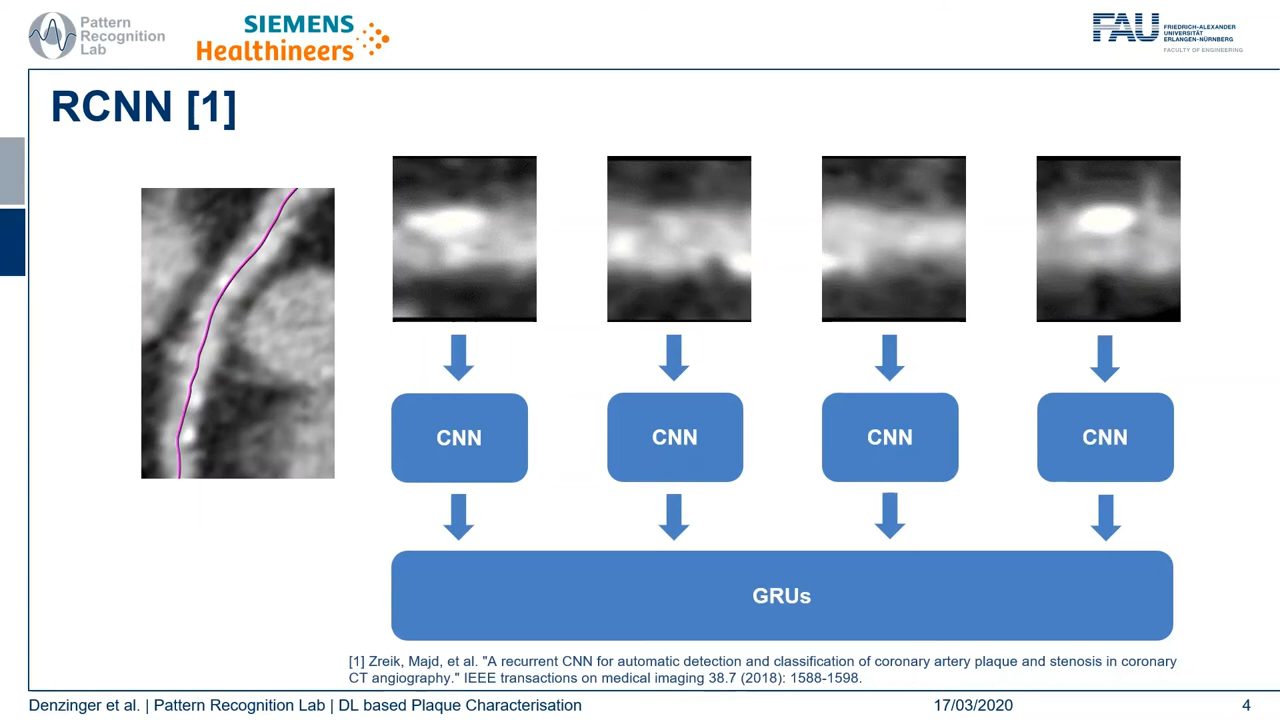 Pattern
Recognition
Lab
SIEMENS
Healthineers
FAU
FRIEDRICH-ALEXANDER
UNIVERSITÄT
ERLANGEN-NÜRNBERG
FACULTY OF ENGINEERING
RCNN [1]
CNN CNN CNN CNN
GRUs
[1] Zreik, Majd, et al. "A recurrent CNN for automatic detection and classification of coronary artery plaque and stenosis in coronary
CT angiography." IEEE transactions on medical imaging 38.7 (2018): 1588-1598.
Denzinger et al. | Pattern Recognition Lab | DL based Plaque Characterisation 17/03/2020 4